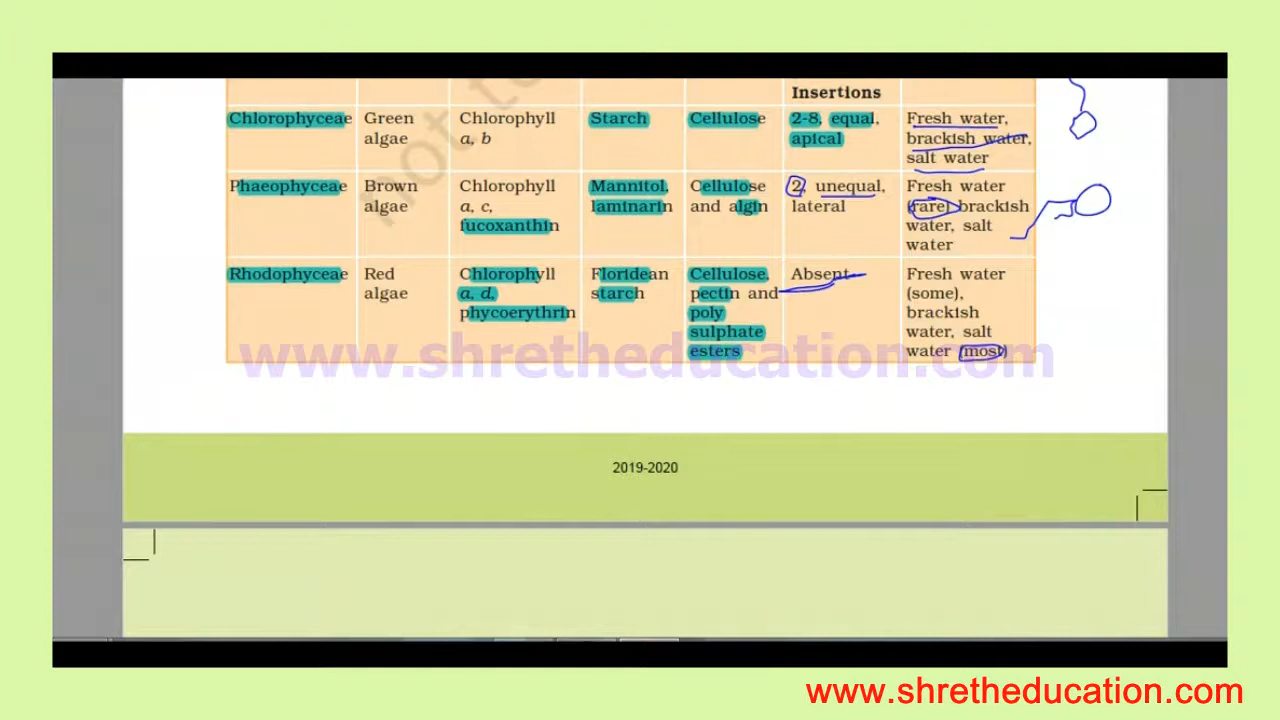 not to
Insertions
Chlorophyceae Green Chlorophyll Starch Cellulose 2-8, equal, Fresh water,
algae a, b apical brackish water,
salt water
Phaeophyceae Brown Chlorophyll Mannitol, Cellulose 2, unequal, Fresh water
algae a, c, laminarin and algin lateral (rare) brackish
fucoxanthin water, salt
water
Rhodophyceae Red Chlorophyll Floridean Cellulose, Absent Fresh water
algae a, d, starch pectin and (some),
phycoerythrin poly brackish
sulphate water, salt
esters water (most)
www.shretheducation.com
2019-2020
www.shretheducation.com